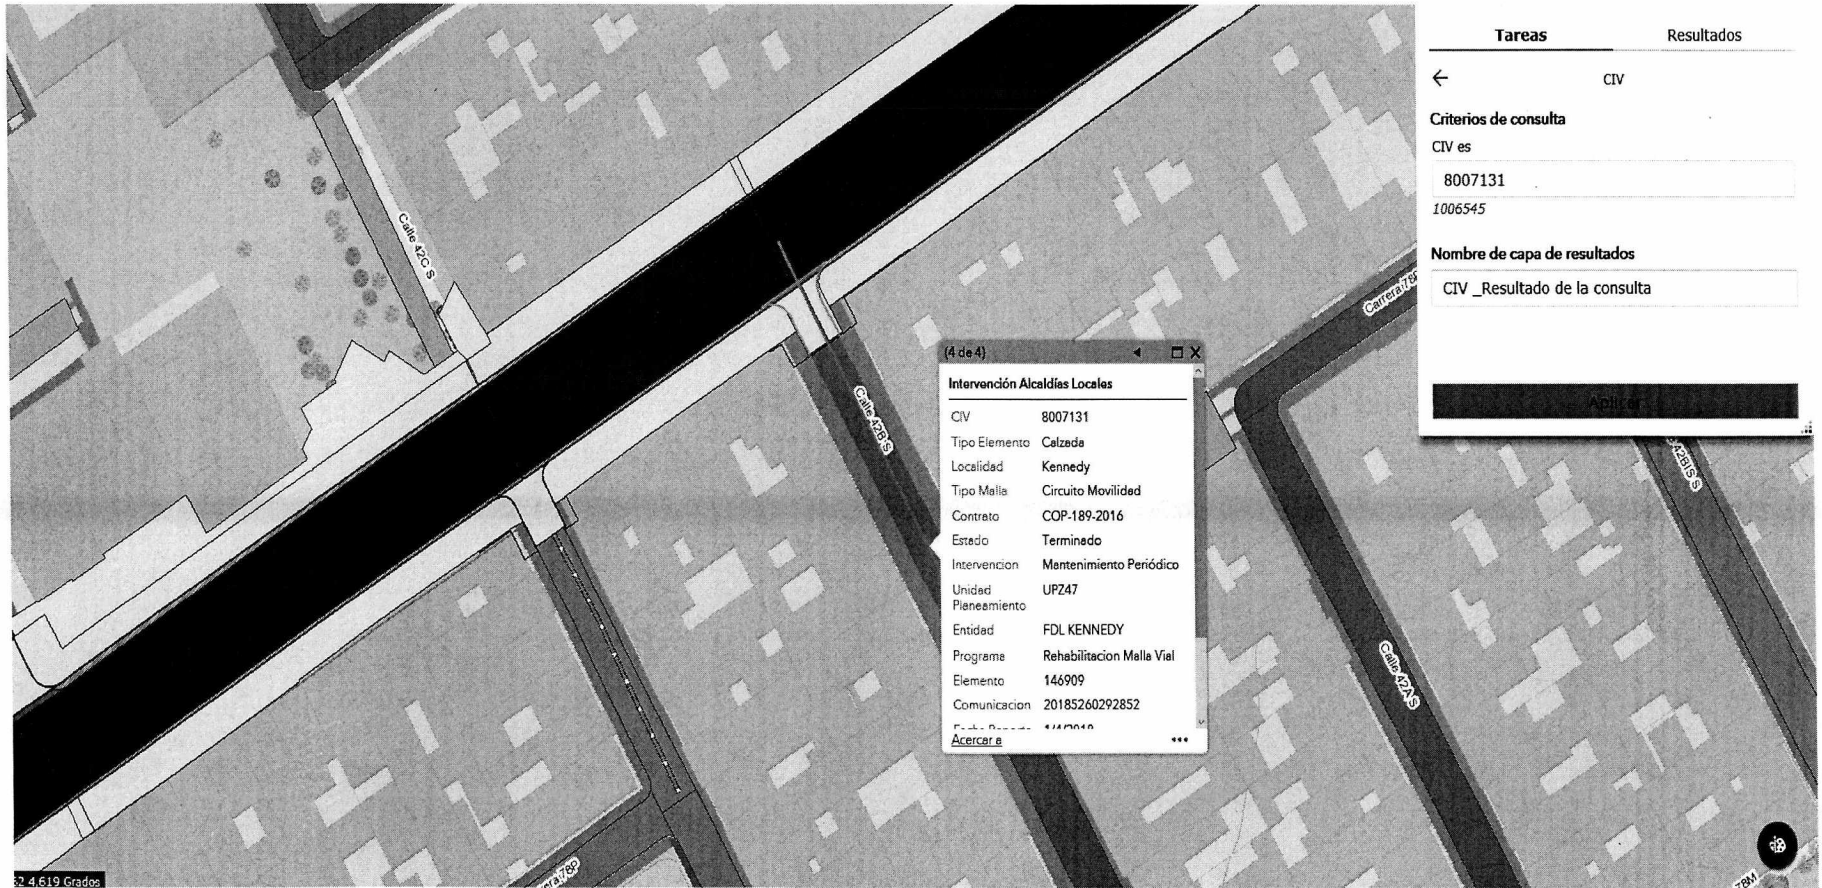 Tareas Resultados
CIV
Criterios de consulta
CIV es
8007131
1006545
Nombre de capa de resultados
CIV _Resultado de la consulta
Aplicar
Calle 42C S
Calle 42B S
Calle 42A S
(4 de 4)
Intervención Alcaldías Locales
CIV 8007131
Tipo Elemento Calzada
Localidad Kennedy
Tipo Malla Circuito Movilidad
Contrato COP-189-2016
Estado Terminado
Intervencion Mantenimiento Periódico
Unidad Planeamiento UPZ47
Entidad FDL KENNEDY
Programa Rehabilitacion Malla Vial
Elemento 146909
Comunicacion 20185260292852
Acercar a
4,619 Grados
78M